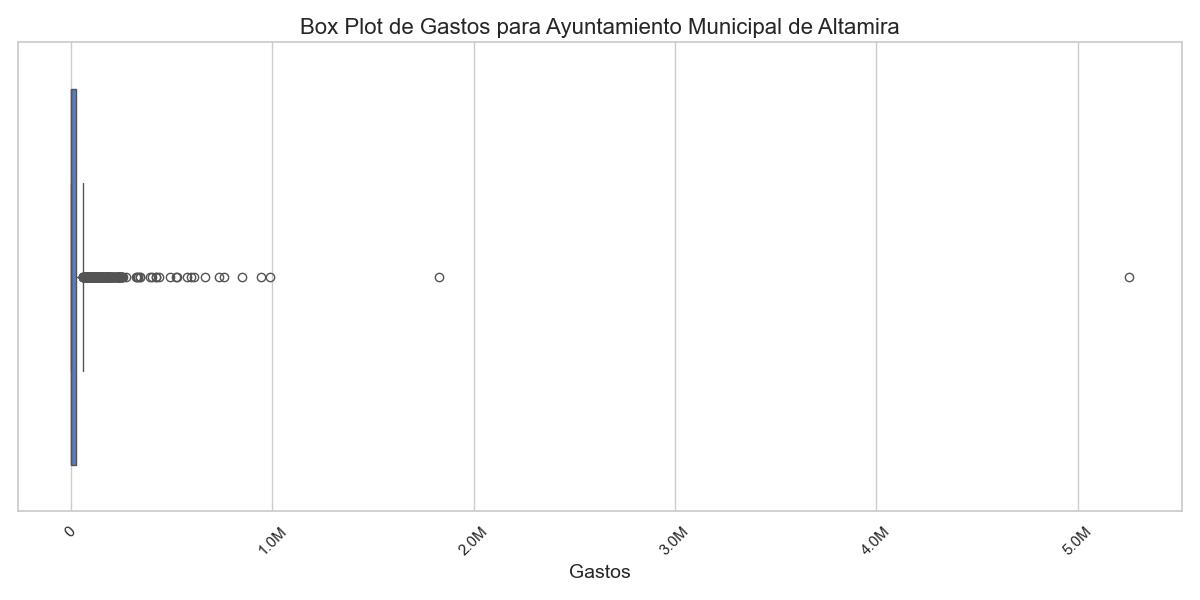 Box Plot de Gastos para Ayuntamiento Municipal de Altamira
0
1.0M
2.0M
3.0M
4.0M
5.0M
Gastos